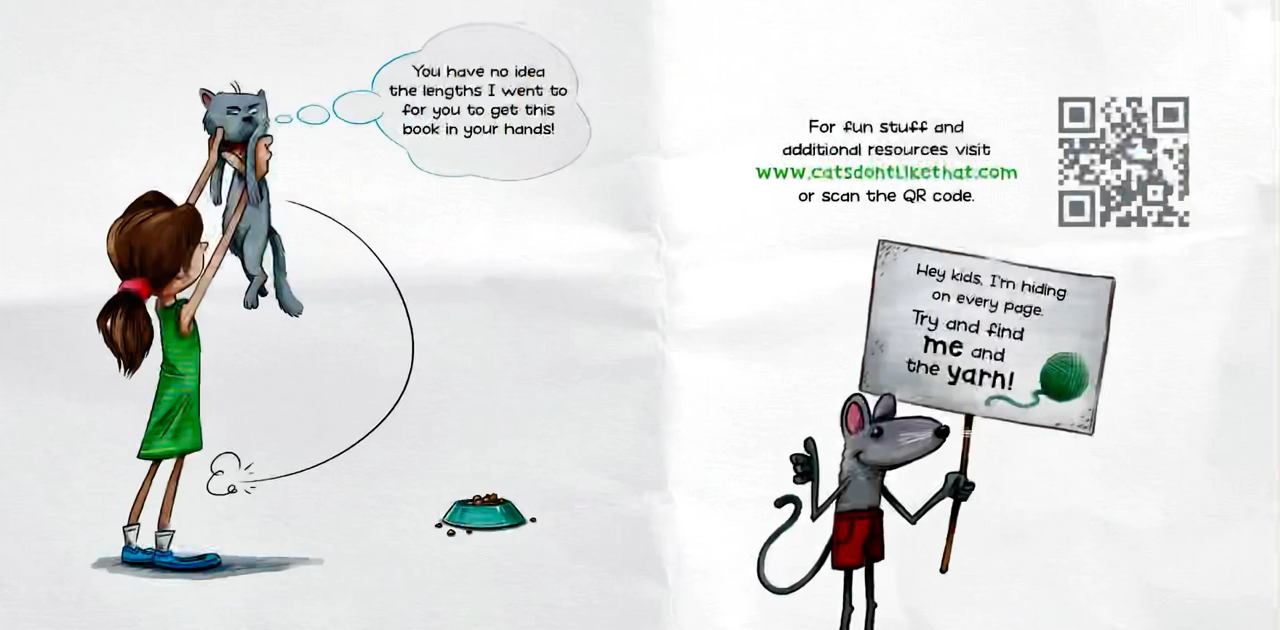 You have no idea
the lengths I went to
for you to get this
book in your hands!
For fun stuff and
additional resources visit
www.catsdontlikethat.com
or scan the QR code.
Hey kids, I'm hiding
on every page.
Try and find
me and
the yarn!